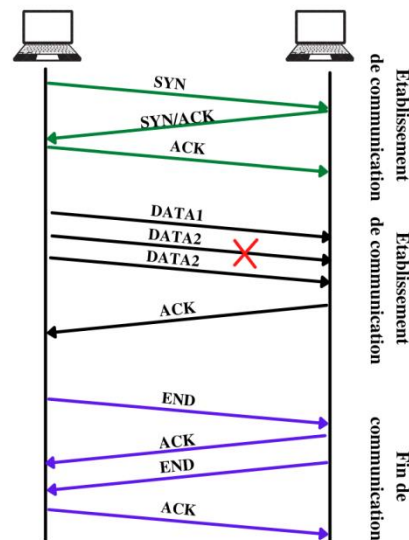 SYN
SYN/ACK
ACK
Etablissement
de communication
DATA1
DATA2
DATA2
ACK
Etablissement
de communication
END
ACK
END
ACK
Fin de
communication